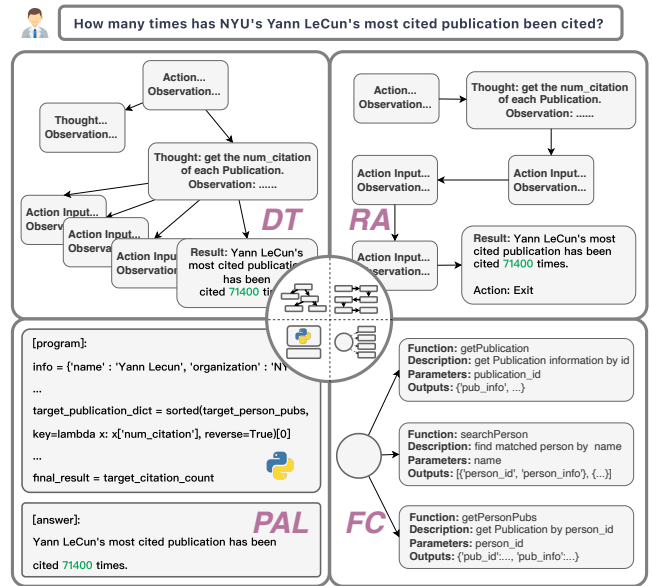 How many times has NYU's Yann LeCun's most cited publication been cited?
Action...
Observation...
Thought...
Observation...
Thought: get the num_citation
of each Publication.
Observation: ......
Action Input...
Observation...
Action Input...
Observa
Action Input
Observation
Result: Yann LeCun's
most cited publication
has been
cited 71400 tim
DT
Action...
Observation...
Thought: get the num_citation
of each Publication.
Observation: ......
Action Input...
Observation...
Action Input...
Observation...
RA
Action Input...
Observation...
Result: Yann LeCun's most
cited publication has been
cited 71400 times.
Action: Exit
[program]:
info = {'name' : 'Yann Lecun', 'organization' : 'NY
...
target_publication_dict = sorted(target_person_pubs,
key=lambda x: x['num_citation'], reverse=True)[0]
...
final_result = target_citation_count
[answer]:
Yann LeCun's most cited publication has been
cited 71400 times.
PAL
Function: getPublication
Description: get Publication information by id
Parameters: publication_id
Outputs: {'pub_info', ...}
Function: searchPerson
Description: find matched person by name
Parameters: name
Outputs: [{'person_id', 'person_info'}, {...}]
Function: getPersonPubs
Description: get Publication by person_id
Parameters: person_id
Outputs: {'pub_id':..., 'pub_info':...}
FC